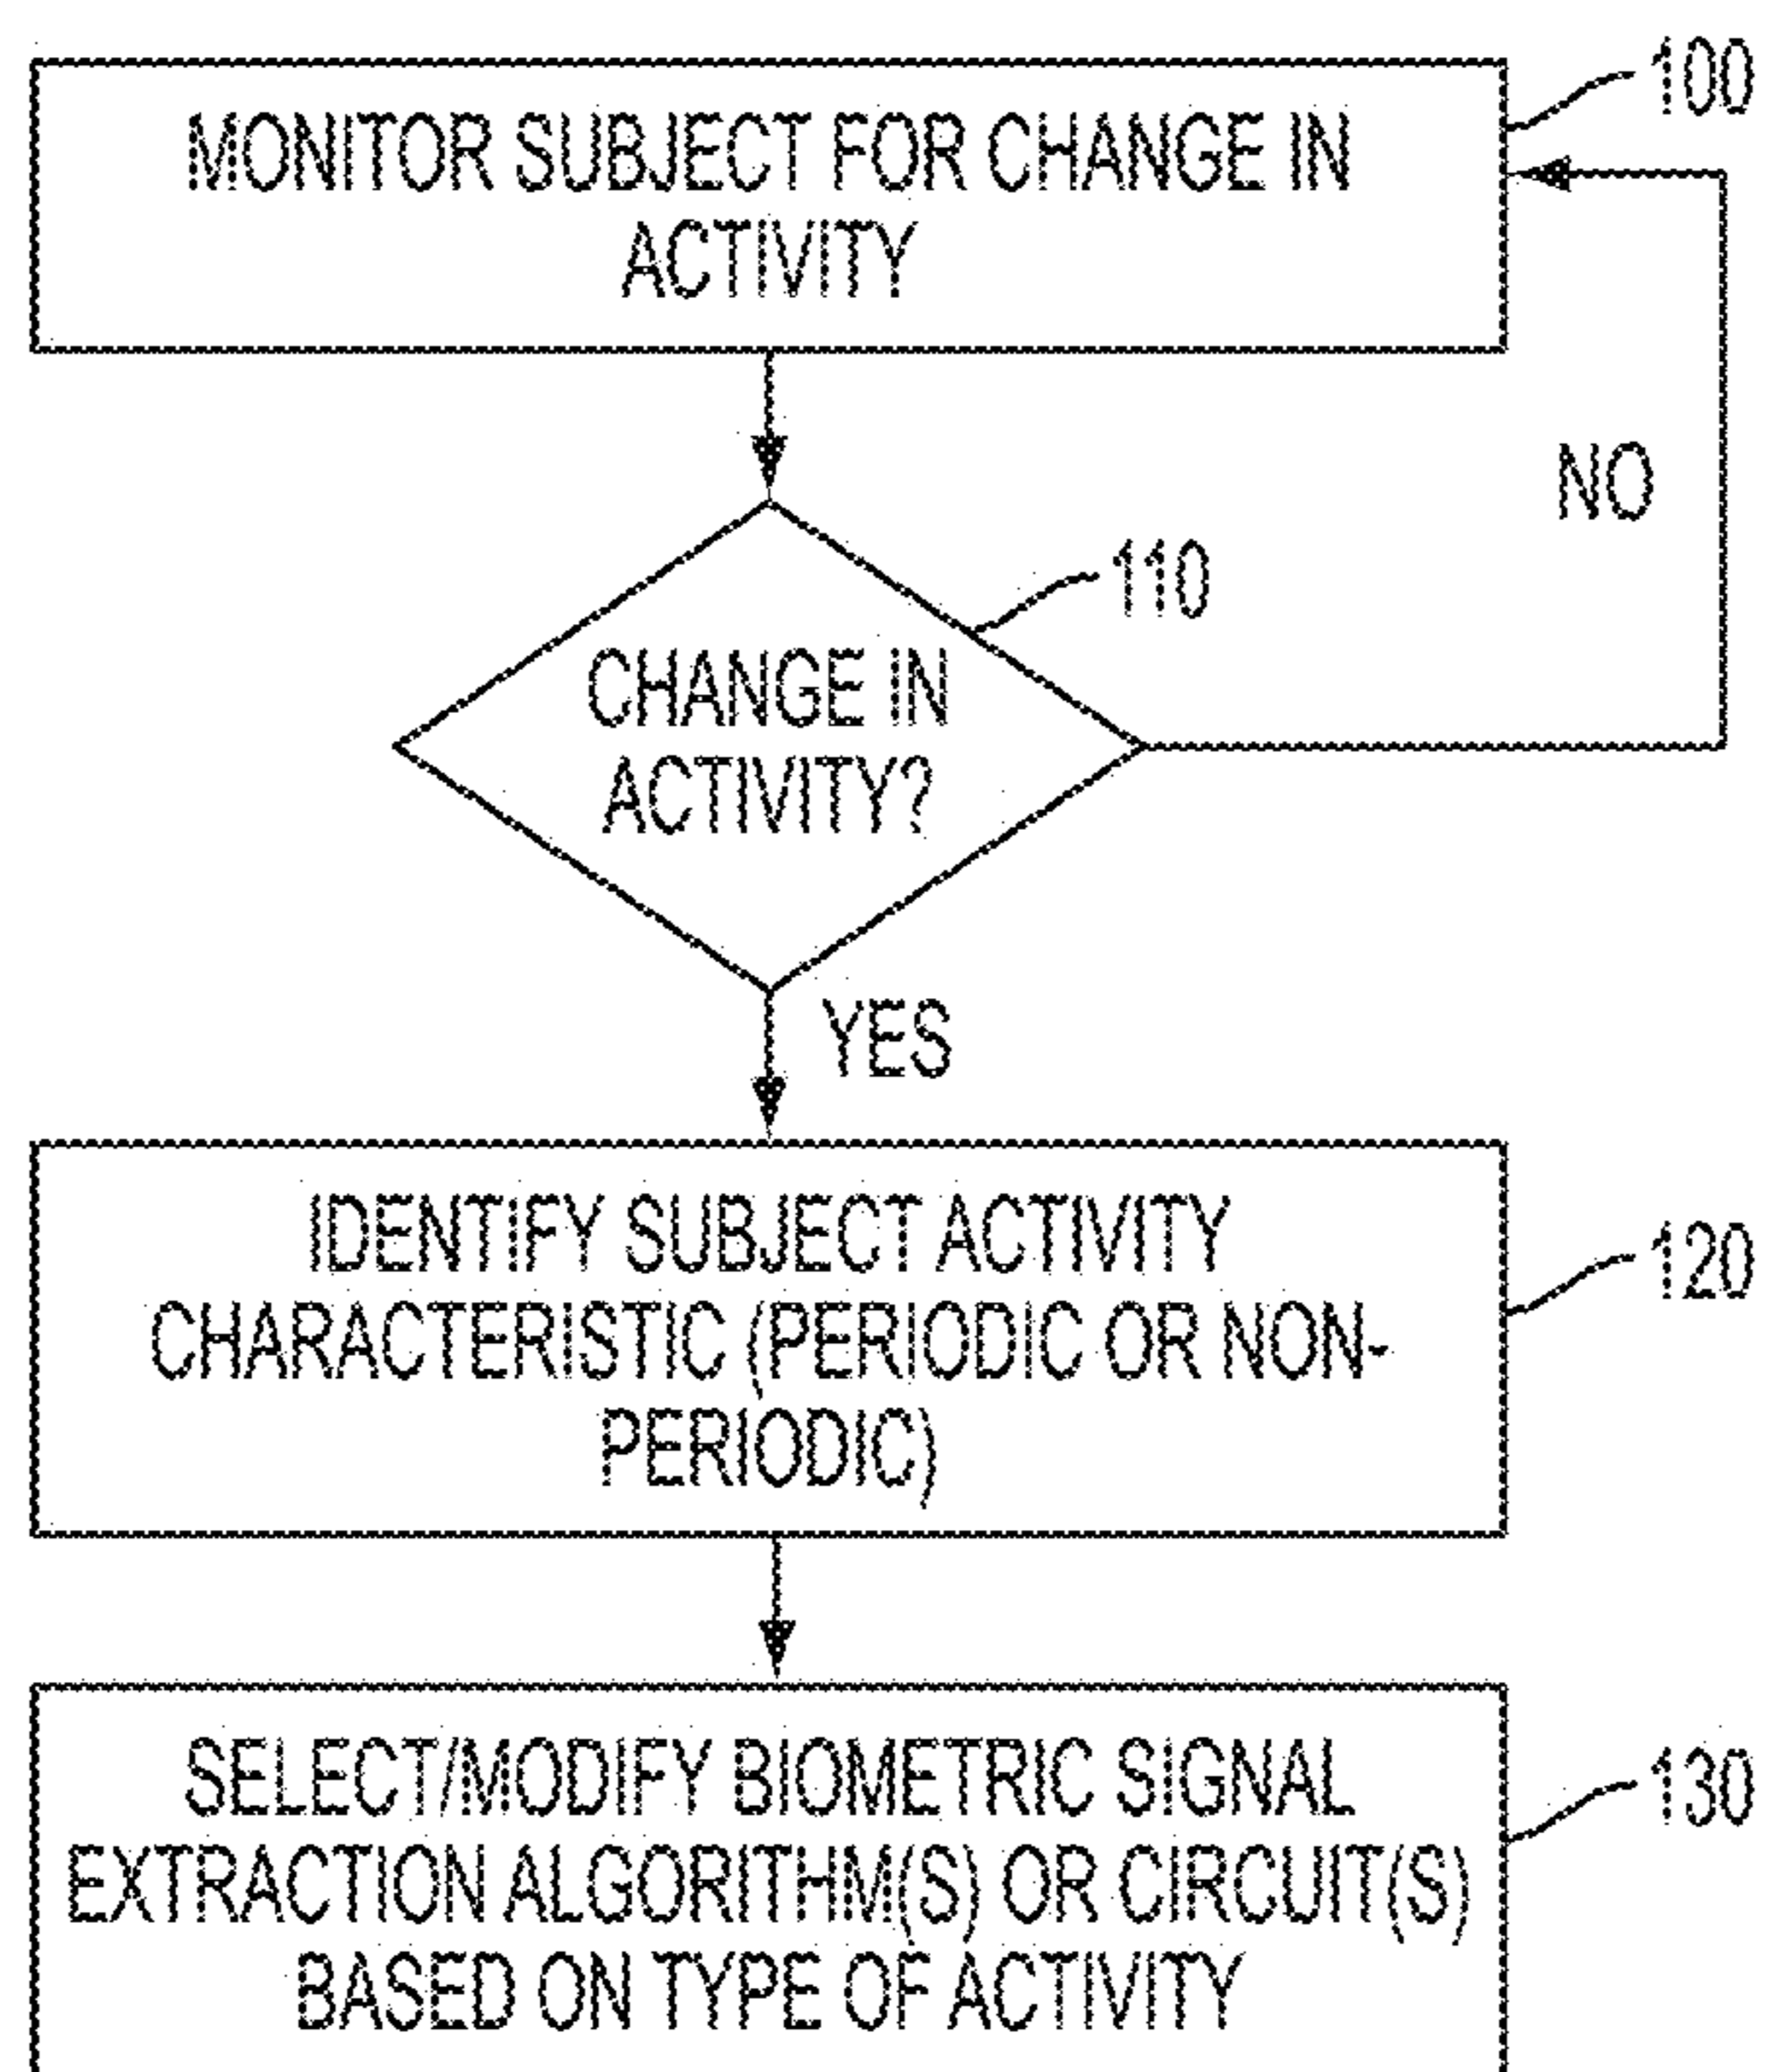 100
MONITOR SUBJECT FOR CHANGE IN
ACTIVITY
NO
110
CHANGE IN
ACTIVITY?
YES
IDENTIFY SUBJECT ACTIVITY
120
CHARACTERISTIC (PERIODIC OR NON-
PERIODIC)
SELECT/MODIFY BIOMETRIC SIGNAL
130
EXTRACTION ALGORITHM(S) OR CIRCUIT(S)
BASED ON TYPE OF ACTIVITY